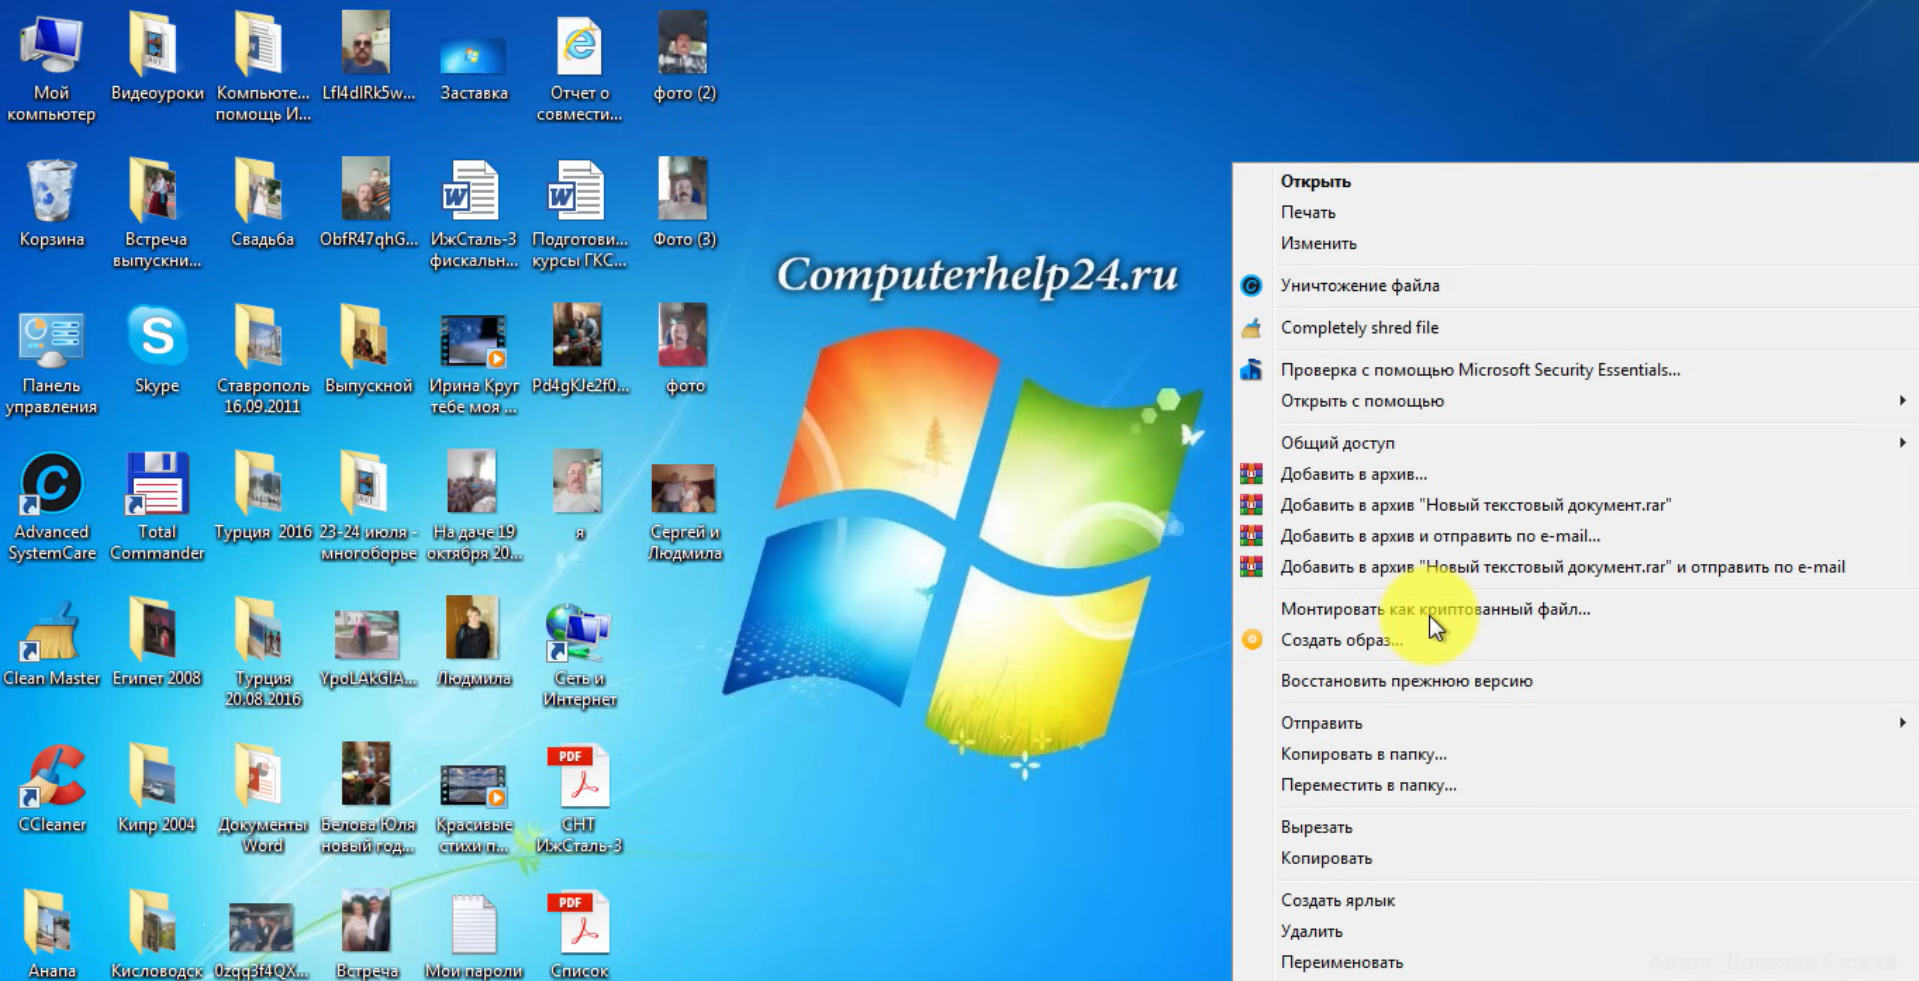 Мой
компьютер
Видеоуроки
Компьюте...
помощь И...
LfI4dIRk5w...
Заставка
Отчет о
совмести...
фото (2)
Корзина
Встреча
выпускни...
Свадьба
ObfR47qhG...
ИжСталь-3
фискальн...
Подготови...
курсы ГКС...
Фото (3)
Панель
управления
Skype
Ставрополь
16.09.2011
Выпускной
Ирина Круг
тебе моя ...
Pd4gKJe2f0...
фото
Advanced
SystemCare
Total
Commander
Турция 2016
23-24 июля -
многоборье
На даче 19
октября 20...
я
Сергей и
Людмила
Clean Master
Египет 2008
Турция
20.08.2016
YpoLAkGIA...
Людмила
Сеть и
Интернет
CCleaner
Кипр 2004
Документы
Word
Белова Юля
новый год...
Красивые
стихи п...
PDF
СНТ
ИжСталь-3
Анапа
Кисловодск
0zqq3f4QX...
Встреча
Мои пароли
PDF
Список
Computerhelp24.ru
Открыть
Печать
Изменить
Уничтожение файла
Completely shred file
Проверка с помощью Microsoft Security Essentials...
Открыть с помощью
Общий доступ
Добавить в архив...
Добавить в архив "Новый текстовый документ.rar"
Добавить в архив и отправить по e-mail...
Добавить в архив "Новый текстовый документ.rar" и отправить по e-mail
Монтировать как криптованный файл...
Создать образ...
Восстановить прежнюю версию
Отправить
Копировать в папку...
Переместить в папку...
Вырезать
Копировать
Создать ярлык
Удалить
Переименовать